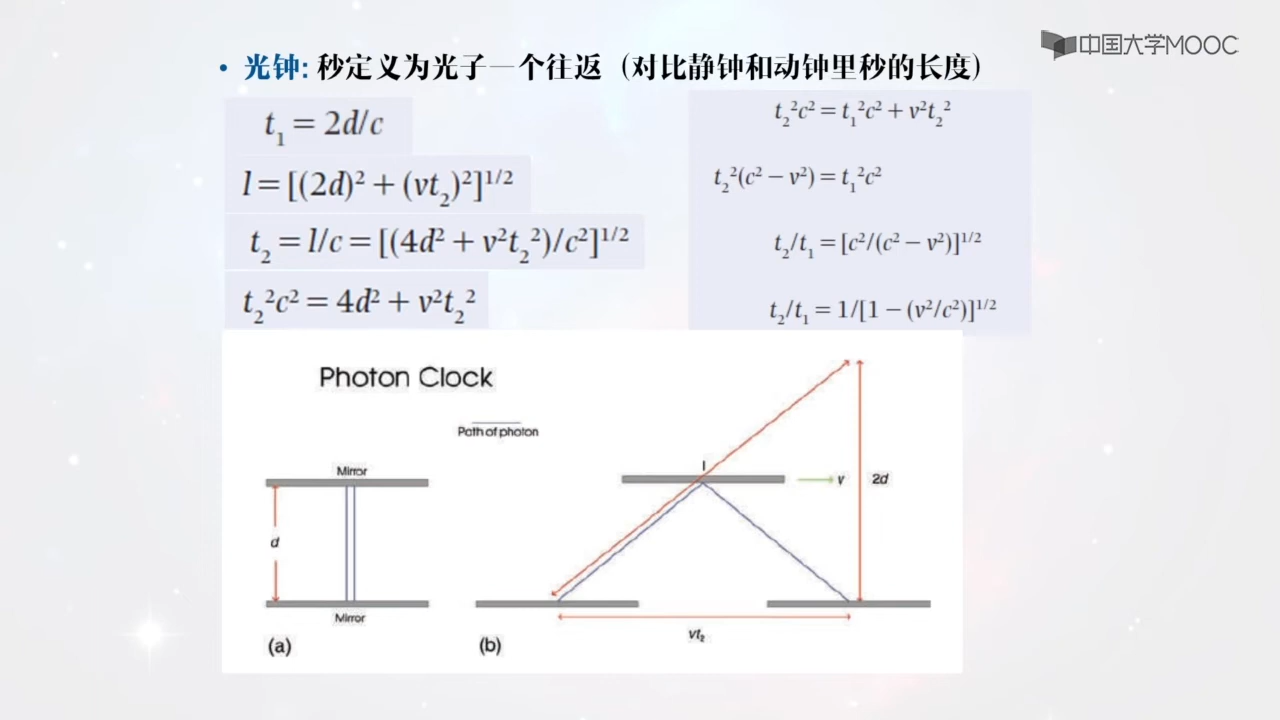 中国大学MOOC
• 光钟: 秒定义为光子一个往返（对比静钟和动钟里秒的长度）
t₁ = 2d/c
l = [(2d)² + (vt₂)²]¹/²
t₂ = l/c = [(4d² + v²t₂²)/c²]¹/²
t₂²c² = 4d² + v²t₂²
t₂²c² = t₁²c² + v²t₂²
t₂²(c² – v²) = t₁²c²
t₂/t₁ = [c²/(c² – v²)]¹/²
t₂/t₁ = 1/[1 – (v²/c²)]¹/²
Photon Clock
Path of photon
Mirror
d
Mirror
(a)
l
v
2d
vt₂
(b)